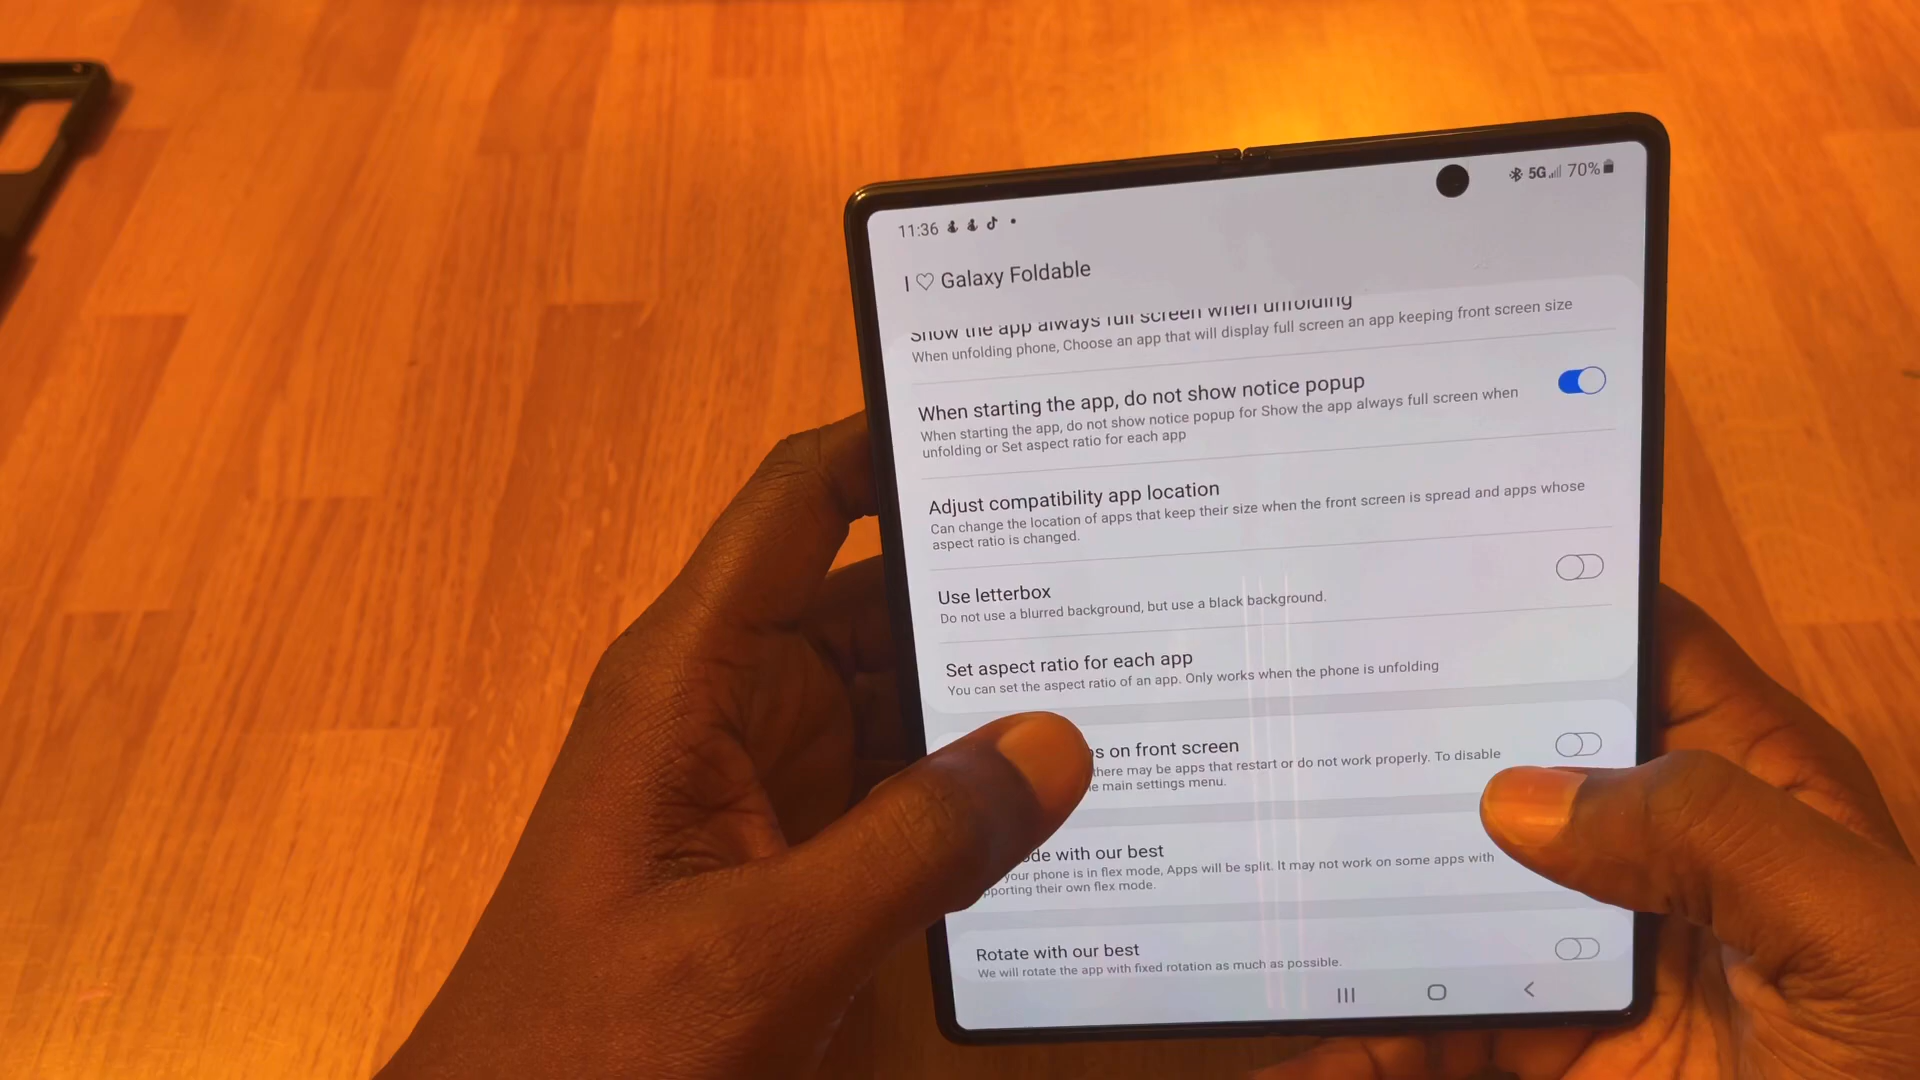 11:36
5G 70%
I ♡ Galaxy Foldable
Show the app always full screen when unfolding
When unfolding phone, Choose an app that will display full screen an app keeping front screen size
When starting the app, do not show notice popup
When starting the app, do not show notice popup for Show the app always full screen when
unfolding or Set aspect ratio for each app
Adjust compatibility app location
Can change the location of apps that keep their size when the front screen is spread and apps whose
aspect ratio is changed.
Use letterbox
Do not use a blurred background, but use a black background.
Set aspect ratio for each app
You can set the aspect ratio of an app. Only works when the phone is unfolding
on front screen
there may be apps that restart or do not work properly. To disable
main settings menu.
with our best
your phone is in flex mode, Apps will be split. It may not work on some apps with
their own flex mode.
Rotate with our best
We will rotate the app with fixed rotation as much as possible.